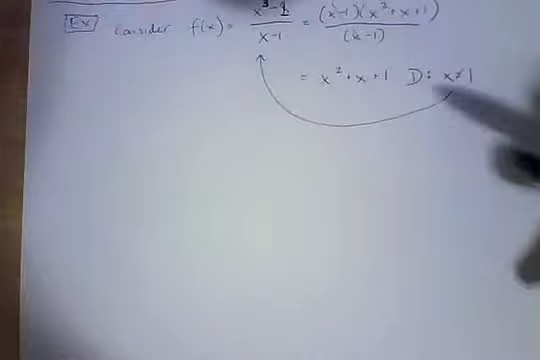 Ex Consider f(x) = x³-1 / x-1 = (x-1)(x²+x+1) / (x-1)
= x²+x+1 D: x≠1